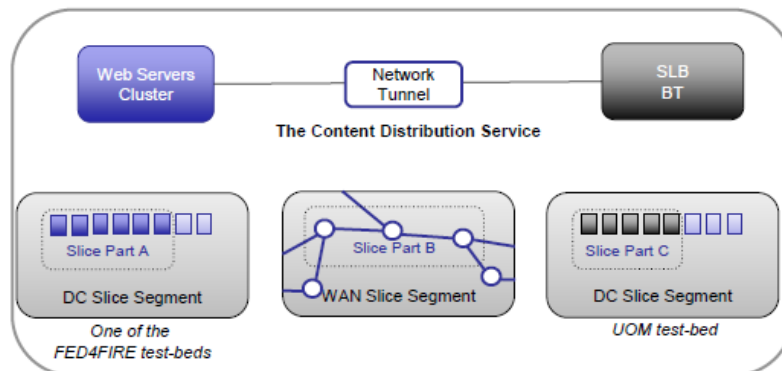 Web Servers
Cluster
Network
Tunnel
SLB
BT
The Content Distribution Service
Slice Part A
Slice Part B
Slice Part C
DC Slice Segment
WAN Slice Segment
DC Slice Segment
One of the
FED4FIRE test-beds
UOM test-bed